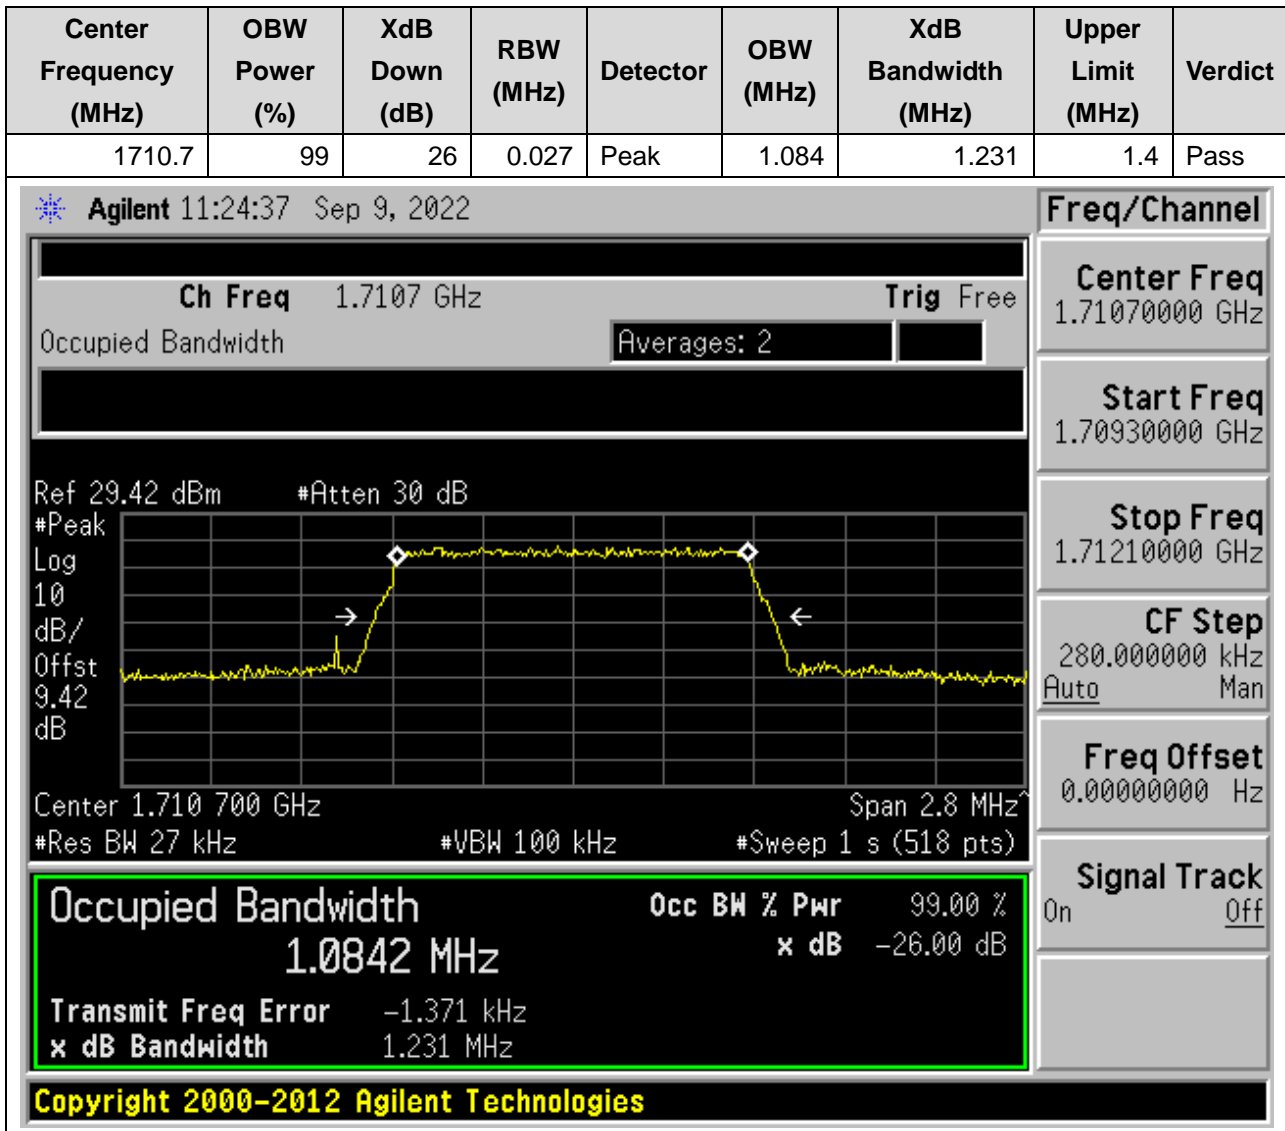 Center Frequency (MHz) OBW Power (%) XdB Down (dB) RBW (MHz) Detector OBW (MHz) XdB Bandwidth (MHz) Upper Limit (MHz) Verdict
1710.7 99 26 0.027 Peak 1.084 1.231 1.4 Pass
Agilent 11:24:37 Sep 9, 2022
Freq/Channel
Ch Freq 1.7107 GHz Trig Free
Occupied Bandwidth Averages: 2
Center Freq
1.71070000 GHz
Start Freq
1.70930000 GHz
Stop Freq
1.71210000 GHz
CF Step
280.000000 kHz
Auto Man
Freq Offset
0.00000000 Hz
Signal Track
On Off
Ref 29.42 dBm #Atten 30 dB
#Peak
Log
10
dB/
Offst
9.42
dB
Center 1.710 700 GHz Span 2.8 MHz^
#Res BW 27 kHz #VBW 100 kHz #Sweep 1 s (518 pts)
Occupied Bandwidth Occ BW % Pwr 99.00 %
1.0842 MHz x dB -26.00 dB
Transmit Freq Error -1.371 kHz
x dB Bandwidth 1.231 MHz
Copyright 2000-2012 Agilent Technologies